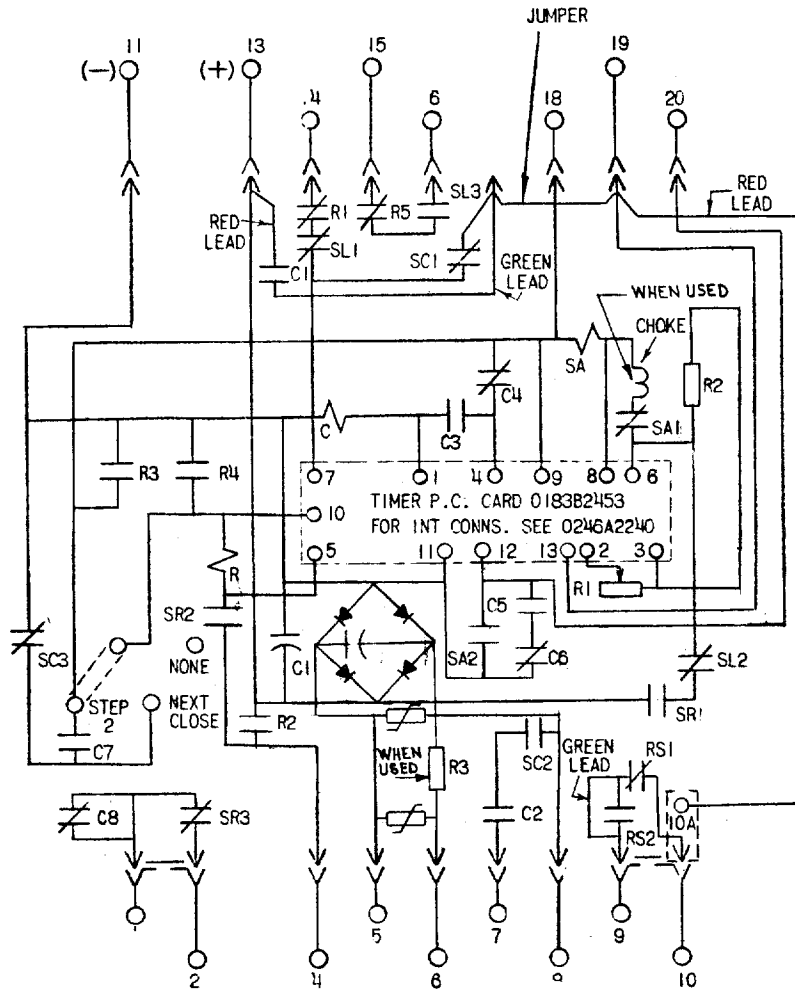 JUMPER
11
13
15
19
(-)
(+)
.4
6
18
20
SL3
RED
LEAD
RED
LEAD
R1
R5
SL1
SC1
GREEN
LEAD
C1
WHEN USED
CHOKE
SA
R2
C4
C
C3
SA1
R3
R4
7
1
4
9
8
6
TIMER P.C. CARD 0183B2453
10
FOR INT CONNS. SEE 0246A2240
5
11
12
13
2
3
R
R1
SR2
C5
SC3
SA2
C6
SL2
NONE
C1
STEP
2
NEXT
CLOSE
SR1
C7
R2
WHEN
USED
R3
SC2
GREEN
LEAD
RS1
C8
SR3
C2
RS2
10A
5
7
9
2
4
6
9
10